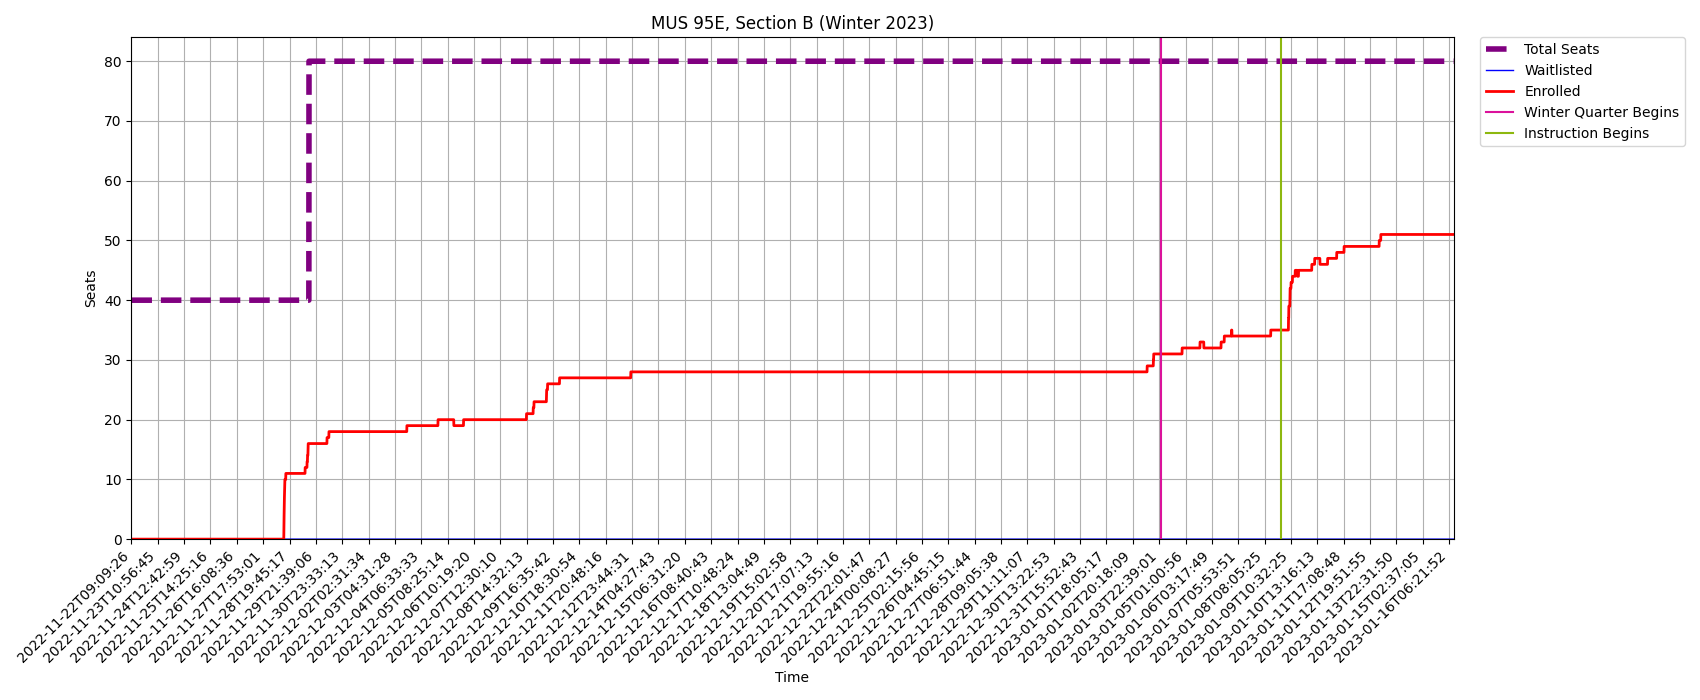 MUS 95E, Section B (Winter 2023)
Total Seats
Waitlisted
Enrolled
Winter Quarter Begins
Instruction Begins
Seats
80
70
60
50
40
30
20
10
0
2022-11-22T09:09:26
2022-11-23T10:56:45
2022-11-24T12:42:59
2022-11-25T14:25:16
2022-11-26T16:08:36
2022-11-27T17:53:01
2022-11-28T19:45:17
2022-11-29T21:39:06
2022-11-30T23:33:13
2022-12-02T02:31:34
2022-12-03T04:31:28
2022-12-04T06:33:33
2022-12-05T08:25:14
2022-12-06T10:19:20
2022-12-07T12:30:10
2022-12-08T14:32:13
2022-12-09T16:35:42
2022-12-10T18:30:54
2022-12-11T20:48:16
2022-12-12T23:44:31
2022-12-14T04:27:43
2022-12-15T06:31:20
2022-12-16T08:40:43
2022-12-17T10:48:24
2022-12-18T13:04:49
2022-12-19T15:02:58
2022-12-20T17:07:13
2022-12-21T19:55:16
2022-12-22T22:01:47
2022-12-24T00:08:27
2022-12-25T02:15:56
2022-12-26T04:45:15
2022-12-27T06:51:44
2022-12-28T09:05:38
2022-12-29T11:11:07
2022-12-30T13:22:53
2022-12-31T15:52:43
2023-01-01T18:05:17
2023-01-02T20:18:09
2023-01-03T22:39:01
2023-01-05T01:00:56
2023-01-06T03:17:49
2023-01-07T05:53:51
2023-01-08T08:05:25
2023-01-09T10:32:25
2023-01-10T13:16:13
2023-01-11T17:08:48
2023-01-12T19:51:55
2023-01-13T22:31:50
2023-01-15T02:37:05
2023-01-16T06:21:52
Time